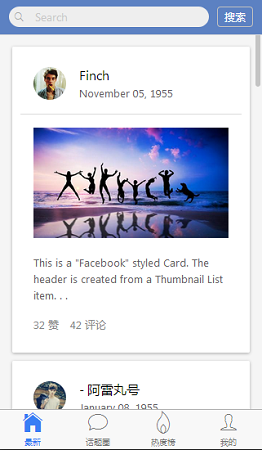 Search
搜索
Finch
November 05, 1955
This is a "Facebook" styled Card. The
header is created from a Thumbnail List
item. . .
32 赞 42 评论
- 阿雷丸号
January 08, 1955
最新
话题圈
热度榜
我的